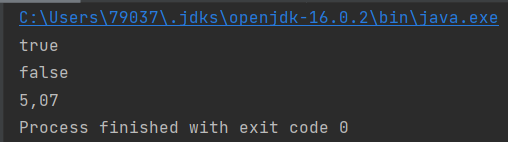 C:\Users\79037\.jdks\openjdk-16.0.2\bin\java.exe
true
false
5,07
Process finished with exit code 0